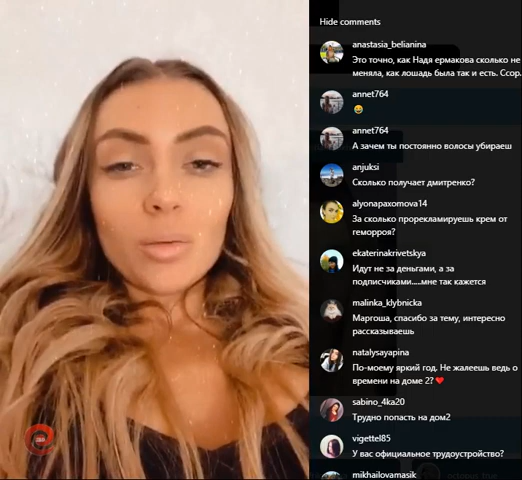 Hide comments
anastasia_belianina
Это точно, как Надя ермакова сколько не
меняла, как лошадь была так и есть. Ссор.
annet764
😂
annet764
А зачем ты постоянно волосы убираеш
anjuksi
Сколько получает дмитренко?
alyonapaxomova14
За сколько прорекламируешь крем от
геморроя?
ekaterinakrivetskya
Идут не за деньгами, а за
подписчиками.....мне так кажется
malinka_klybnicka
Маргоша, спасибо за тему, интересно
рассказываешь
natalysayapina
По-моему яркий год. Не жалеешь ведь о
времени на доме 2?❤️
sabino_4ka20
Трудно попасть на дом2
vigettel85
У вас официальное трудоустройство?
mikhailovamasik